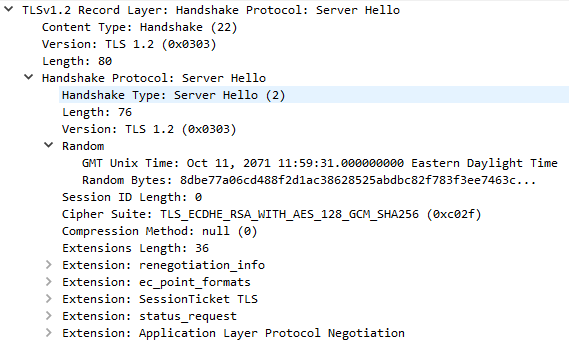 TLSv1.2 Record Layer: Handshake Protocol: Server Hello
Content Type: Handshake (22)
Version: TLS 1.2 (0x0303)
Length: 80
Handshake Protocol: Server Hello
Handshake Type: Server Hello (2)
Length: 76
Version: TLS 1.2 (0x0303)
Random
GMT Unix Time: Oct 11, 2071 11:59:31.000000000 Eastern Daylight Time
Random Bytes: 8dbe77a06cd488f2d1ac38628525abdbc82f783f3ee7463c...
Session ID Length: 0
Cipher Suite: TLS_ECDHE_RSA_WITH_AES_128_GCM_SHA256 (0xc02f)
Compression Method: null (0)
Extensions Length: 36
Extension: renegotiation_info
Extension: ec_point_formats
Extension: SessionTicket TLS
Extension: status_request
Extension: Application Layer Protocol Negotiation